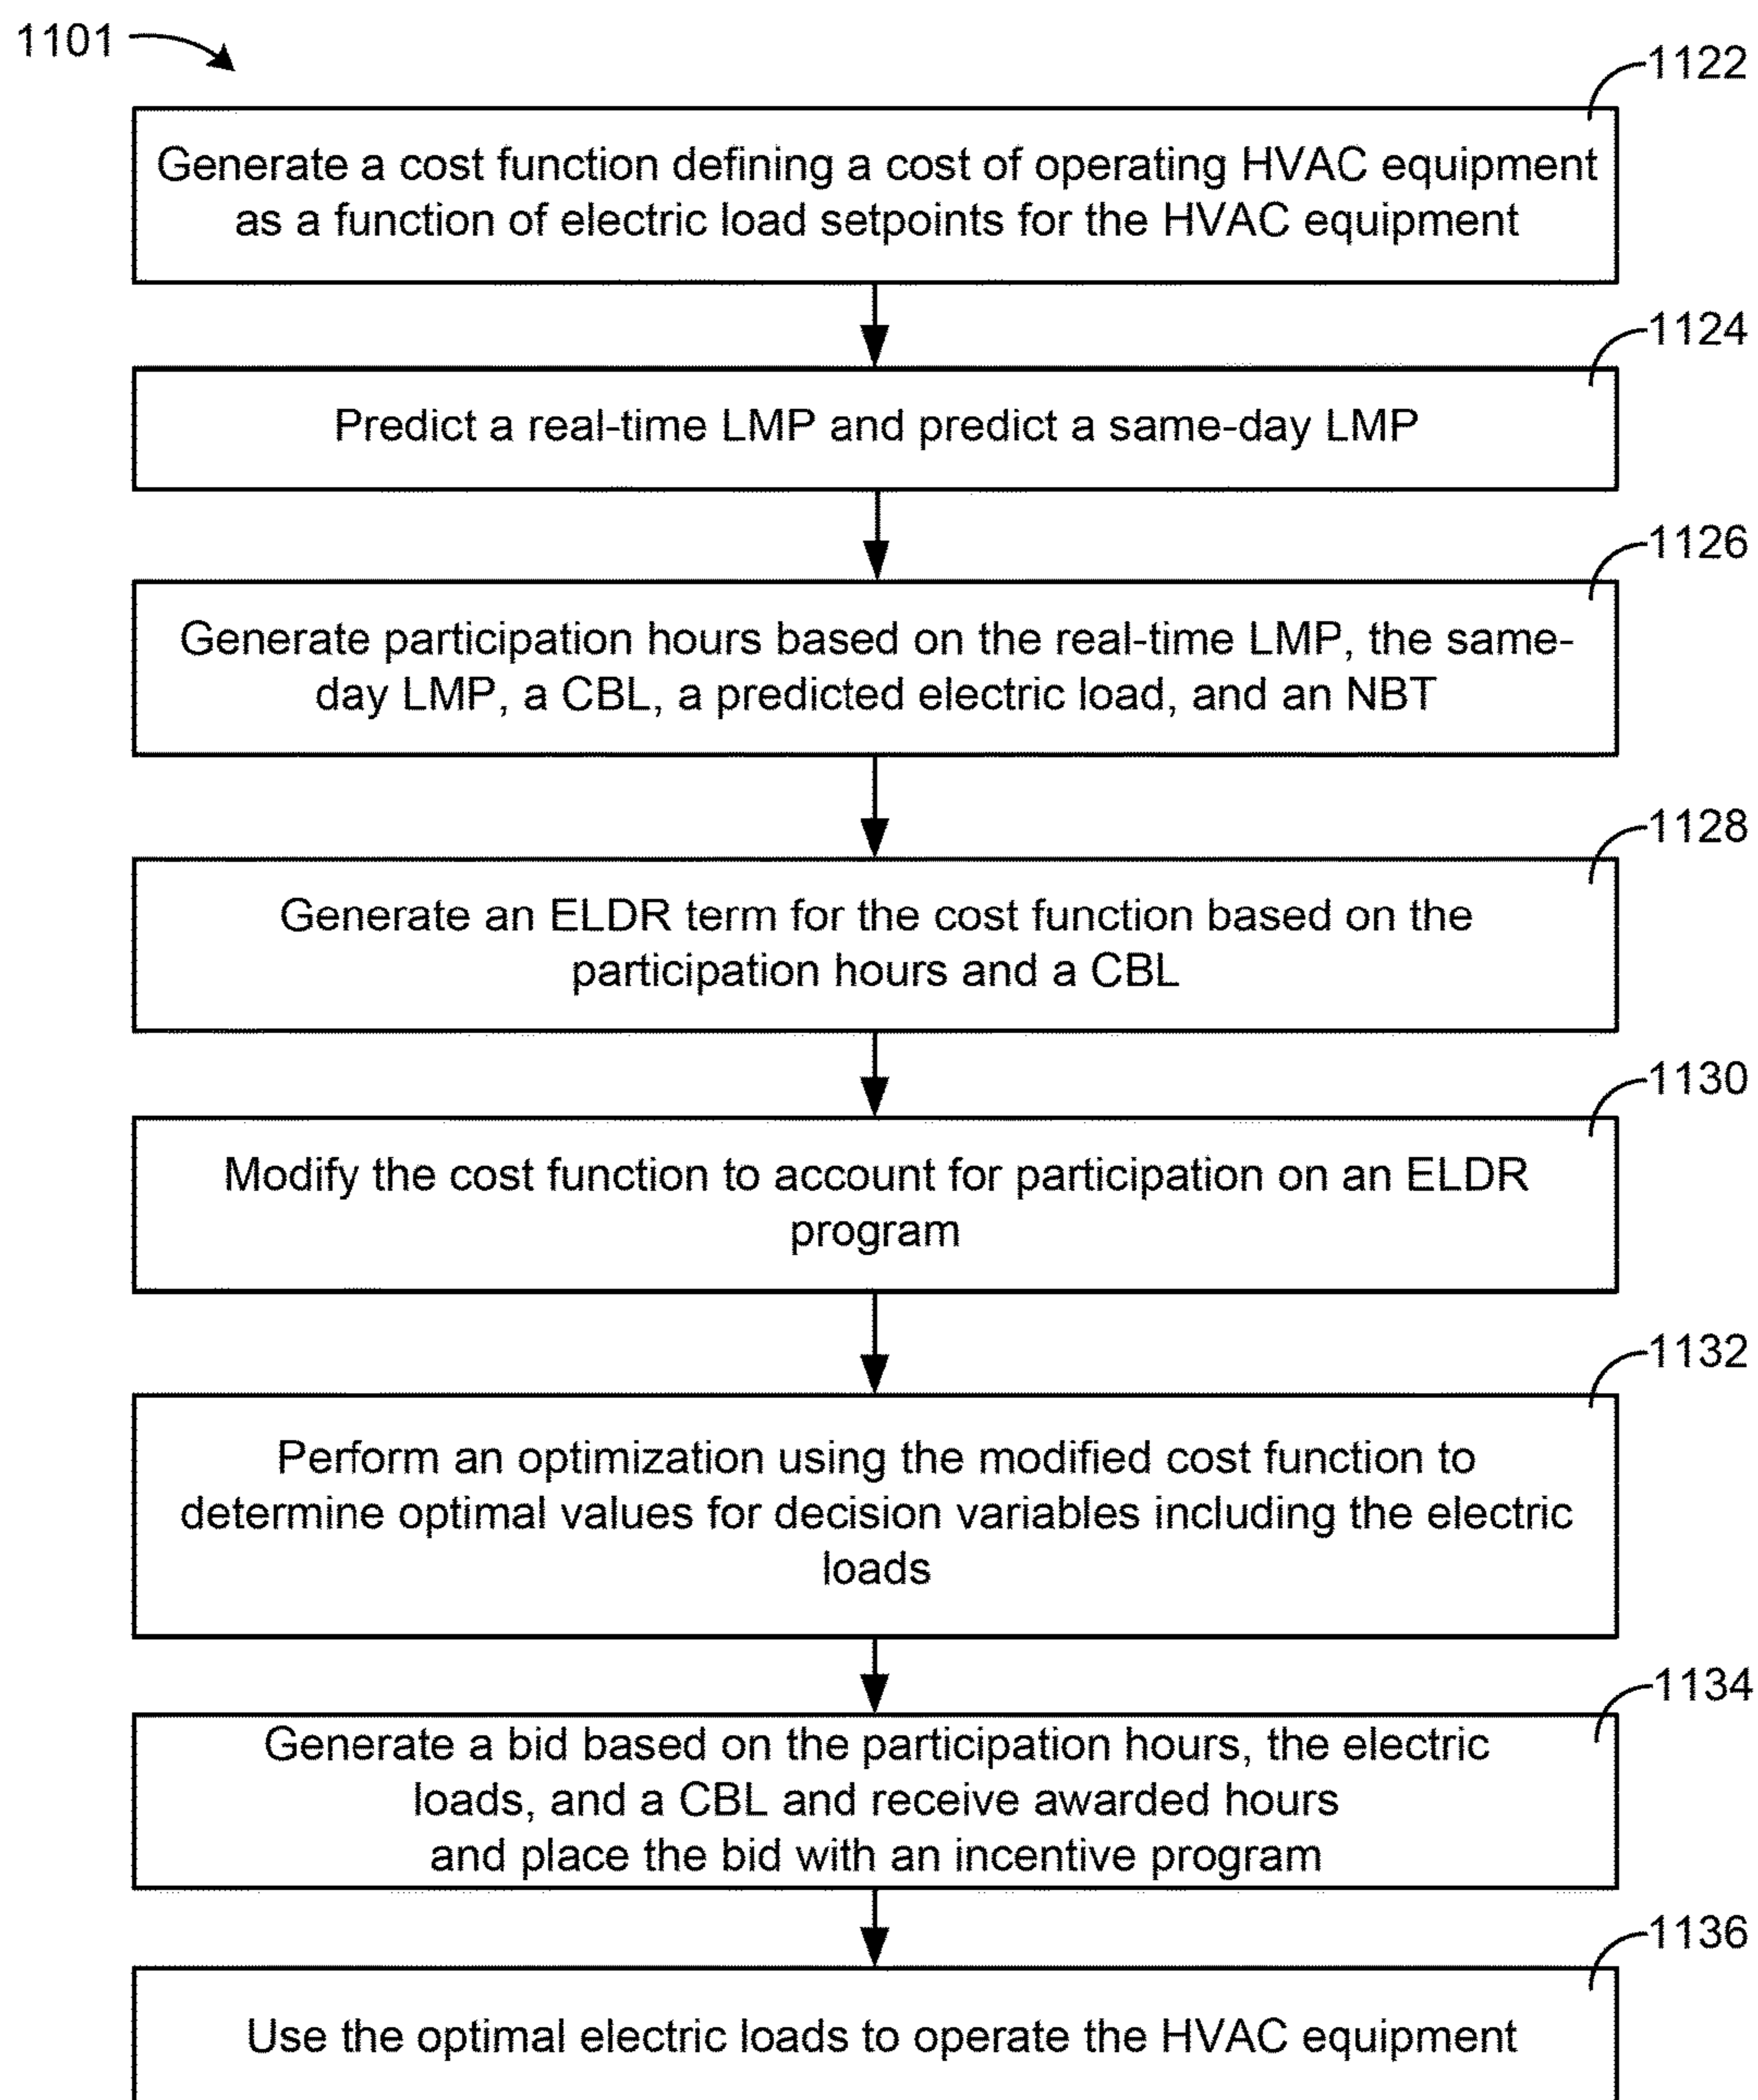 1101
1122
Generate a cost function defining a cost of operating HVAC equipment
as a function of electric load setpoints for the HVAC equipment
1124
Predict a real-time LMP and predict a same-day LMP
1126
Generate participation hours based on the real-time LMP, the same-
day LMP, a CBL, a predicted electric load, and an NBT
1128
Generate an ELDR term for the cost function based on the
participation hours and a CBL
1130
Modify the cost function to account for participation on an ELDR
program
1132
Perform an optimization using the modified cost function to
determine optimal values for decision variables including the electric
loads
1134
Generate a bid based on the participation hours, the electric
loads, and a CBL and receive awarded hours
and place the bid with an incentive program
1136
Use the optimal electric loads to operate the HVAC equipment